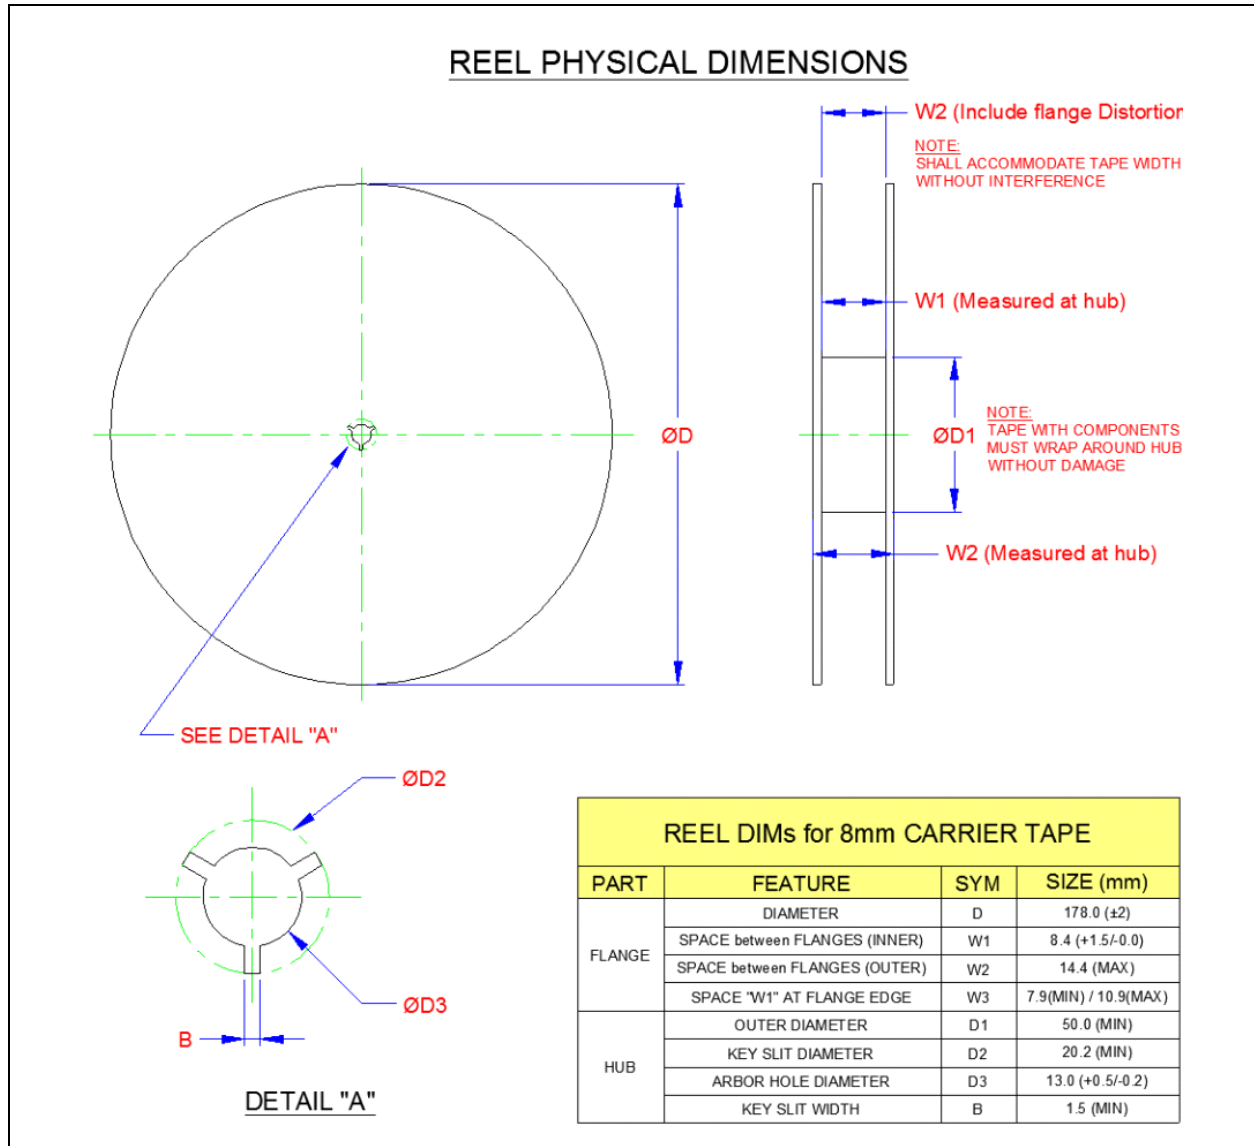 REEL PHYSICAL DIMENSIONS
W2 (Include flange Distortion
NOTE:
SHALL ACCOMMODATE TAPE WIDTH
WITHOUT INTERFERENCE
W1 (Measured at hub)
ØD
ØD1
NOTE:
TAPE WITH COMPONENTS
MUST WRAP AROUND HUB
WITHOUT DAMAGE
W2 (Measured at hub)
SEE DETAIL "A"
ØD2
ØD3
B
DETAIL "A"
REEL DIMs for 8mm CARRIER TAPE
PART FEATURE SYM SIZE (mm)
FLANGE
DIAMETER D 178.0 (±2)
SPACE between FLANGES (INNER) W1 8.4 (+1.5/-0.0)
SPACE between FLANGES (OUTER) W2 14.4 (MAX)
SPACE "W1" AT FLANGE EDGE W3 7.9(MIN) / 10.9(MAX)
HUB
OUTER DIAMETER D1 50.0 (MIN)
KEY SLIT DIAMETER D2 20.2 (MIN)
ARBOR HOLE DIAMETER D3 13.0 (+0.5/-0.2)
KEY SLIT WIDTH B 1.5 (MIN)